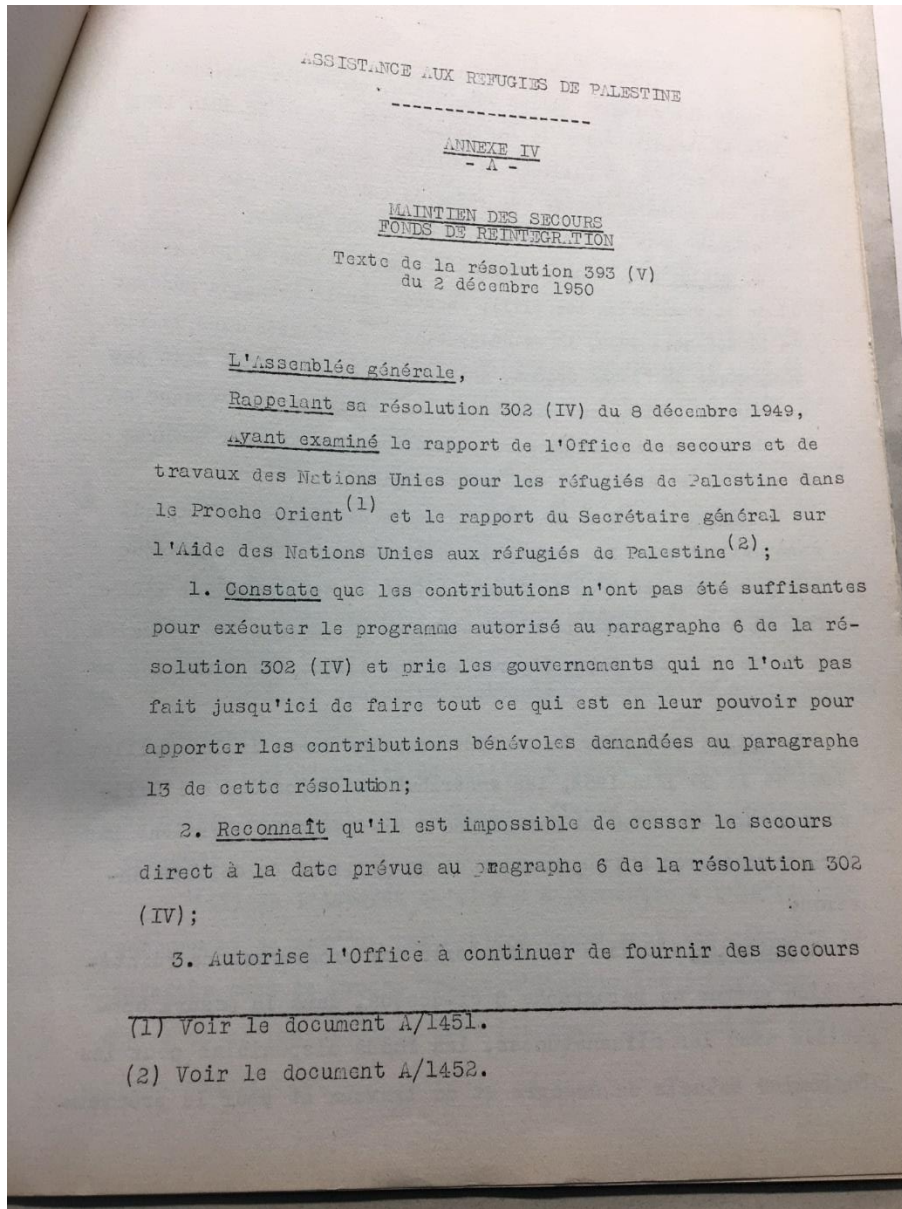 ASSISTANCE AUX REFUGIES DE PALESTINE
-------------------
ANNEXE IV
- A -
MAINTIEN DES SECOURS
FONDS DE REINTEGRATION
Texte de la résolution 393 (V)
du 2 décembre 1950
L'Assemblée générale,
Rappelant sa résolution 302 (IV) du 8 décembre 1949,
Ayant examiné le rapport de l'Office de secours et de
travaux des Nations Unies pour les réfugiés de Palestine dans
le Proche Orient(1) et le rapport du Secrétaire général sur
l'Aide des Nations Unies aux réfugiés de Palestine(2);
1. Constate que les contributions n'ont pas été suffisantes
pour exécuter le programme autorisé au paragraphe 6 de la ré-
solution 302 (IV) et prie les gouvernements qui ne l'ont pas
fait jusqu'ici de faire tout ce qui est en leur pouvoir pour
apporter les contributions bénévoles demandées au paragraphe
13 de cette résolution;
2. Reconnaît qu'il est impossible de cesser le secours
direct à la date prévue au pragraphe 6 de la résolution 302
(IV);
3. Autorise l'Office à continuer de fournir des secours
(1) Voir le document A/1451.
(2) Voir le document A/1452.